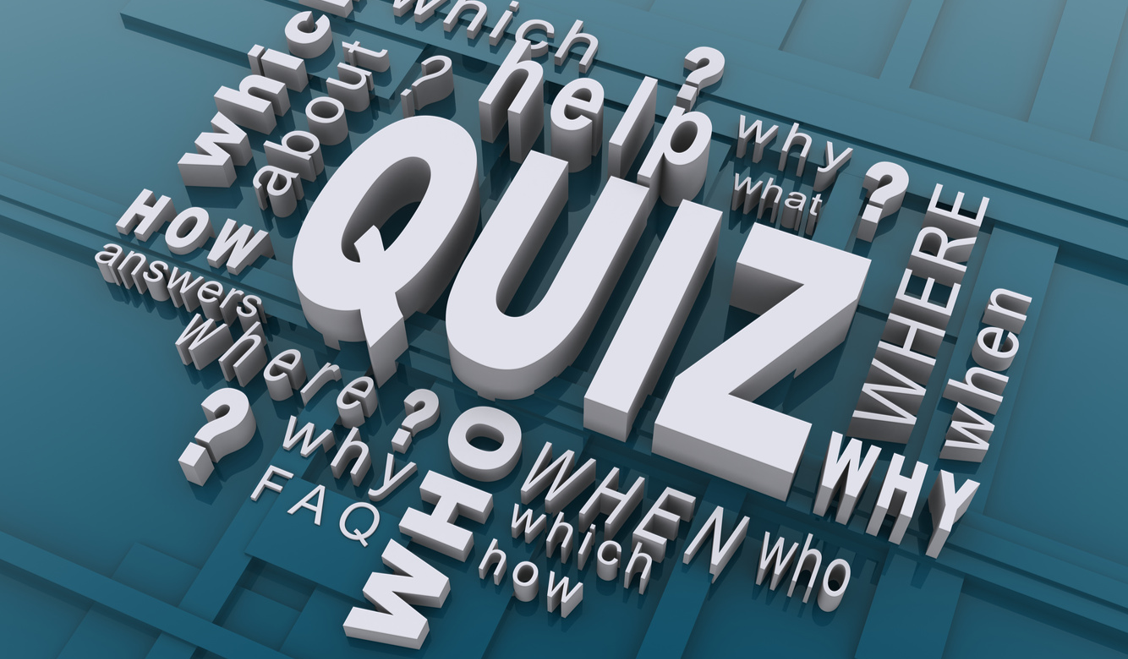 which
which
about
?
help
?
why
?
what
QUIZ
WHERE
when
HOW
answers
Where?
?
why
?
FAQ
WHO
WHEN
which
how
who
WHY